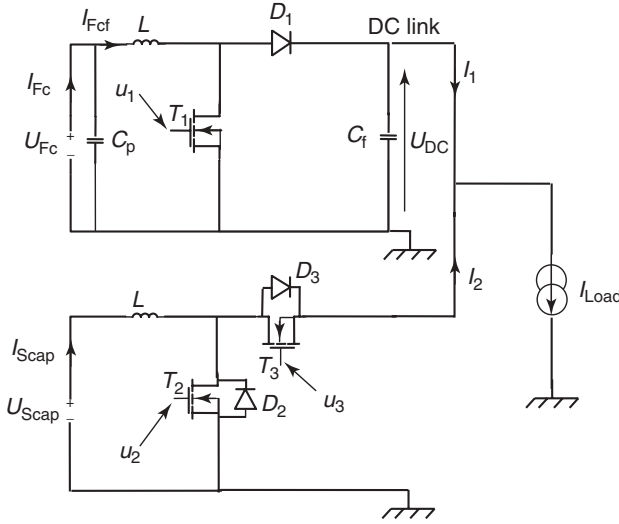 I_Fcf
L
D_1
DC link
I_Fc
u_1
T_1
I_1
U_Fc
+
–
C_p
C_f
U_DC
L
D_3
I_2
I_Load
I_Scap
T_2
T_3
U_Scap
+
–
D_2
u_3
u_2